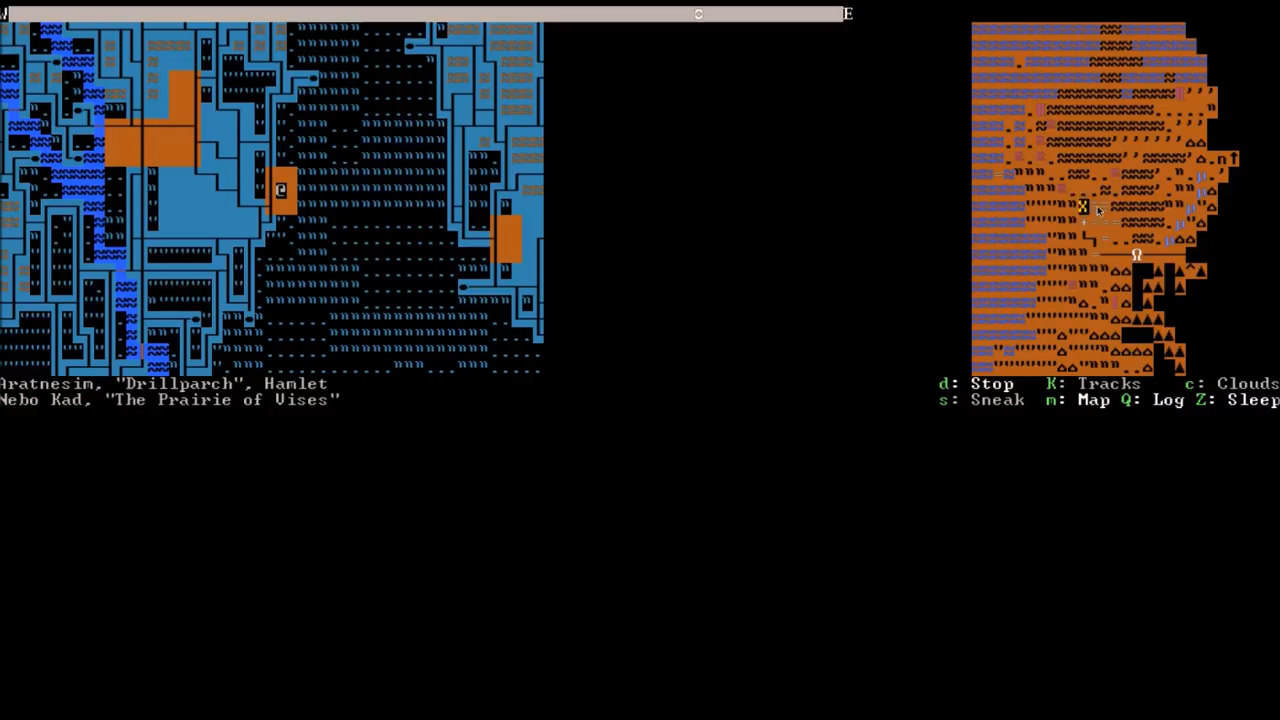 W E
Aratnesim, "Drillparch", Hamlet
Nebo Kad, "The Prairie of Vises"
d: Stop K: Tracks c: Clouds
s: Sneak m: Map Q: Log Z: Sleep